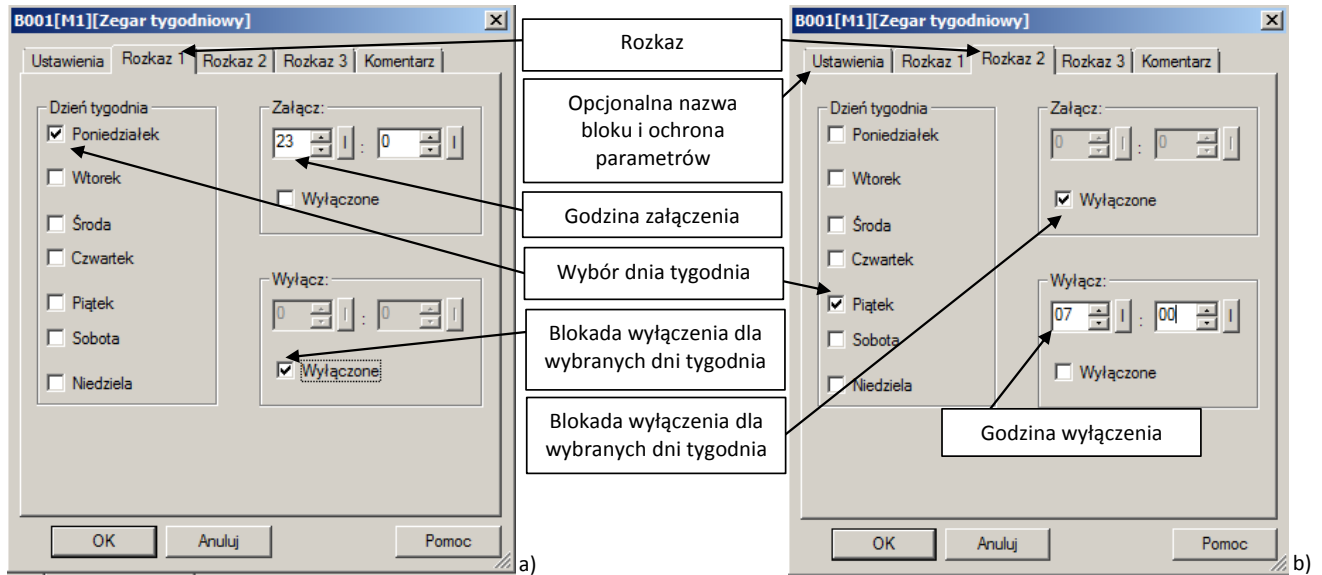 B001[M1][Zegar tygodniowy]
Ustawienia Rozkaz 1 Rozkaz 2 Rozkaz 3 Komentarz
Dzień tygodnia
Poniedziałek
Wtorek
Środa
Czwartek
Piątek
Sobota
Niedziela
Załącz:
23 I : 0 I
Wyłączone
Wyłącz:
0 I : 0 I
Wyłączone
OK Anuluj Pomoc
a)
Rozkaz
Opcjonalna nazwa
bloku i ochrona
parametrów
Godzina załączenia
Wybór dnia tygodnia
Blokada wyłączenia dla
wybranych dni tygodnia
Blokada wyłączenia dla
wybranych dni tygodnia
B001[M1][Zegar tygodniowy]
Ustawienia Rozkaz 1 Rozkaz 2 Rozkaz 3 Komentarz
Dzień tygodnia
Poniedziałek
Wtorek
Środa
Czwartek
Piątek
Sobota
Niedziela
Załącz:
0 I : 0 I
Wyłączone
Wyłącz:
07 I : 00 I
Wyłączone
Godzina wyłączenia
OK Anuluj Pomoc
b)